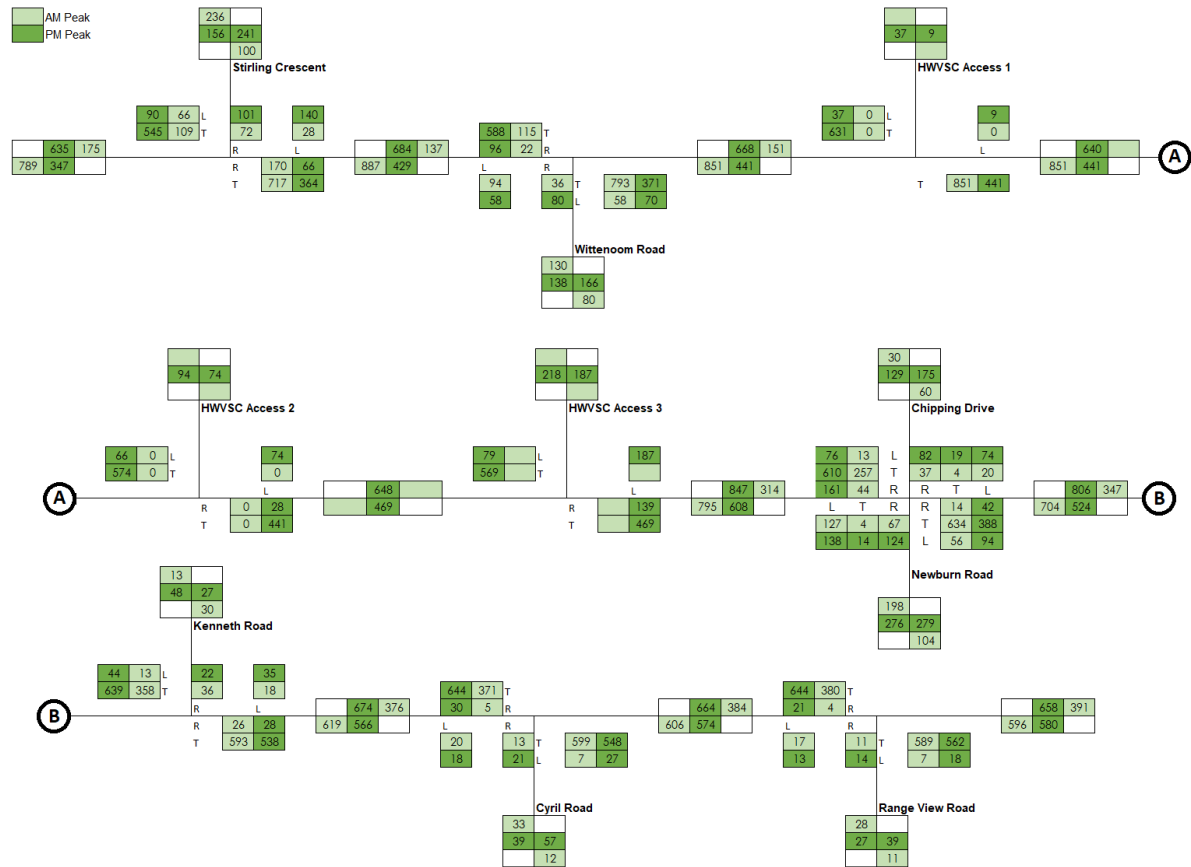 AM Peak
PM Peak
236
156 241
100
Stirling Crescent
37 9
HWVSC Access 1
90 66 L
545 109 T
101
72
140
28
R L
635 175
789 347
R
T
170 66
717 364
684 137
887 429
588 115 T
96 22 R
L R
94
58
36 T
80 L
793 371
58 70
668 151
851 441
37 0 L
631 0 T
9
0
L
T
851 441
640
851 441
A
Wittenoom Road
130
138 166
80
94 74
HWVSC Access 2
218 187
HWVSC Access 3
30
129 175
60
Chipping Drive
A
66 0 L
574 0 T
74
0
L
R
T
0 28
0 441
648
469
79 L
569 T
187
L
R
T
139
469
847 314
795 608
76 13 L
610 257 T
161 44 R
82 19 74
37 4 20
R T L
L T R
127 4 67
138 14 124
R
T
L
14 42
634 388
56 94
806 347
704 524
B
Newburn Road
198
276 279
104
13
48 27
30
Kenneth Road
B
44 13 L
639 358 T
22
36
35
18
R L
R
T
26 28
593 538
674 376
619 566
644 371 T
30 5 R
L R
20
18
13 T
21 L
599 548
7 27
664 384
606 574
644 380 T
21 4 R
L R
17
13
11 T
14 L
589 562
7 18
658 391
596 580
Cyril Road
33
39 57
12
Range View Road
28
27 39
11